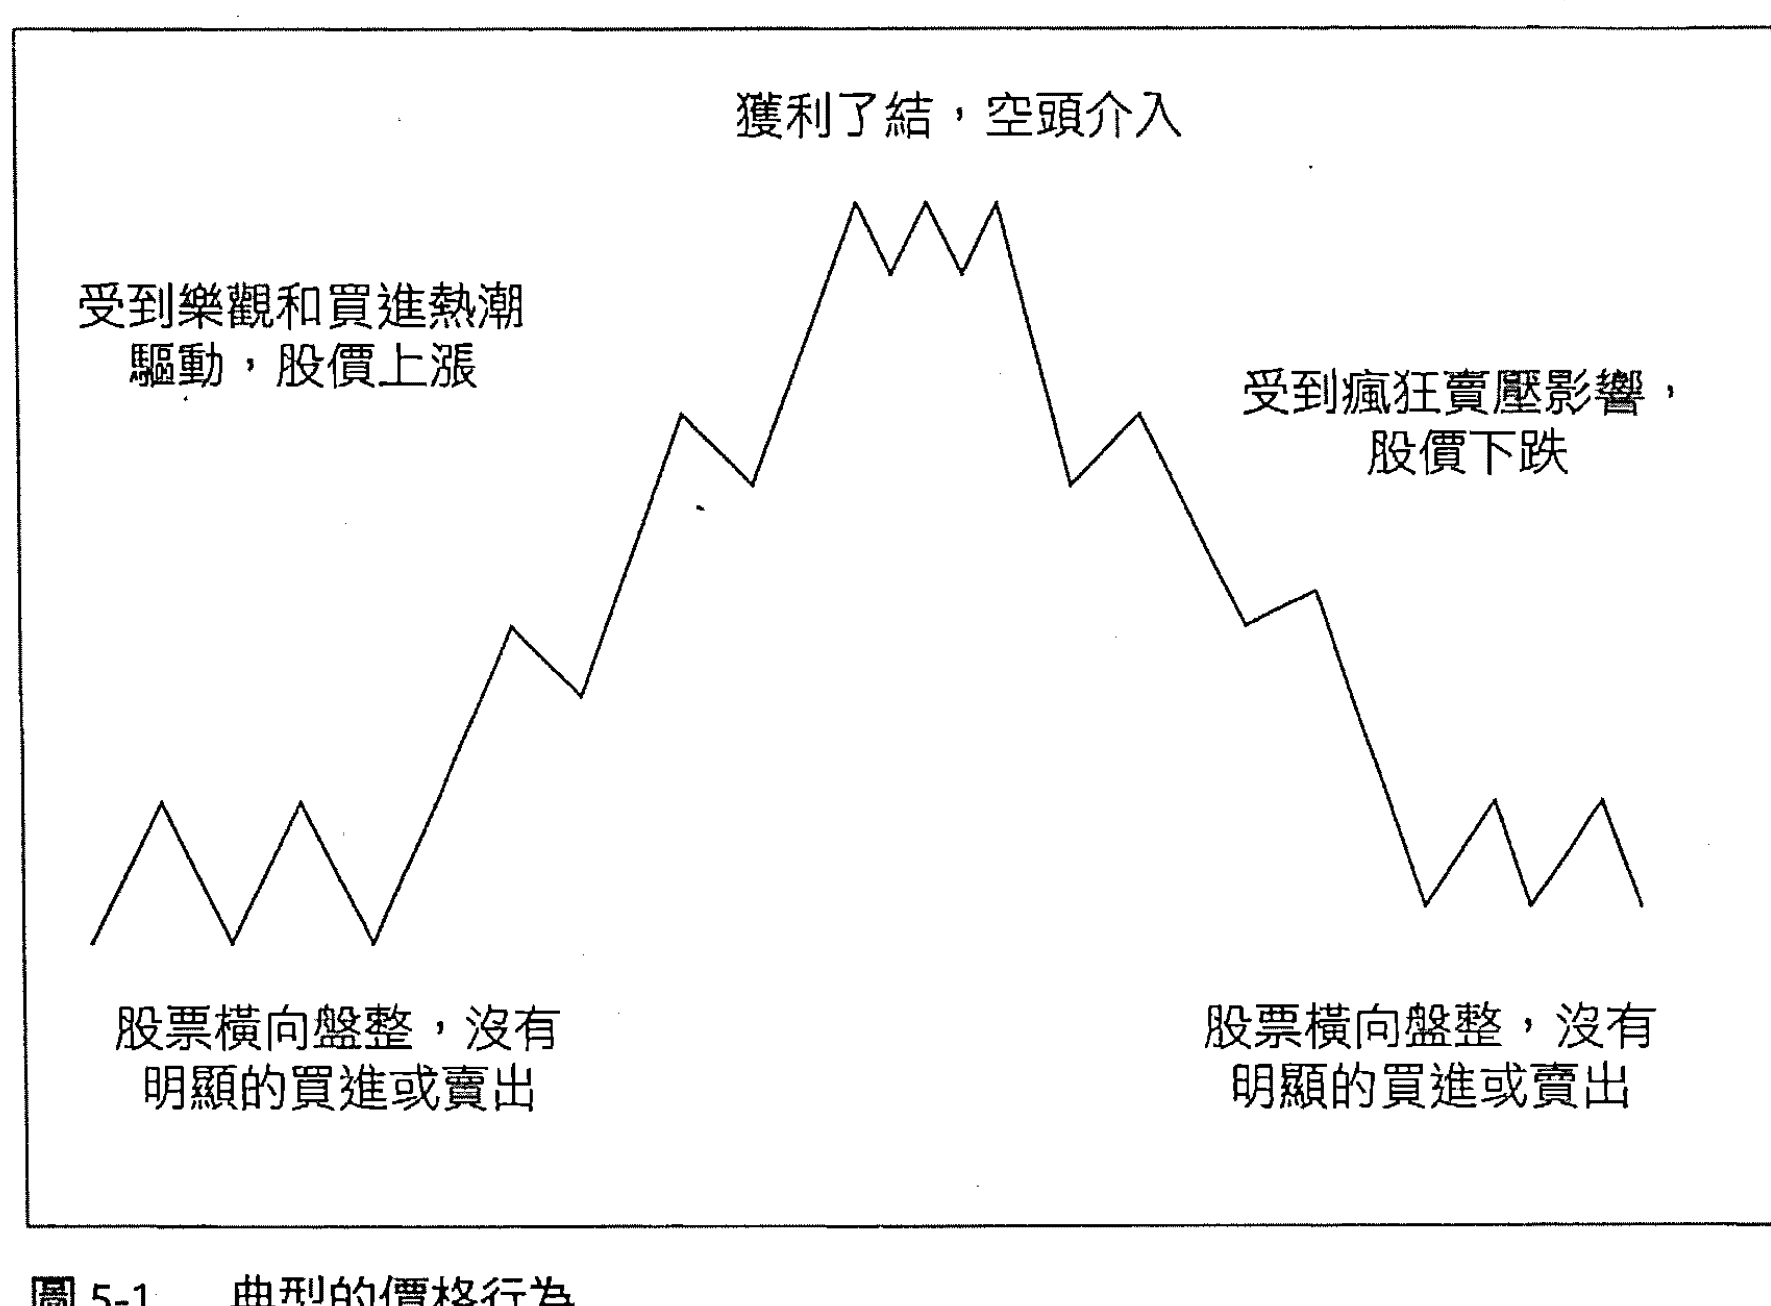 獲利了結，空頭介入
受到樂觀和買進熱潮
驅動，股價上漲
受到瘋狂賣壓影響，
股價下跌
股票橫向盤整，沒有
明顯的買進或賣出
股票橫向盤整，沒有
明顯的買進或賣出
圖 5-1 典型的價格行為